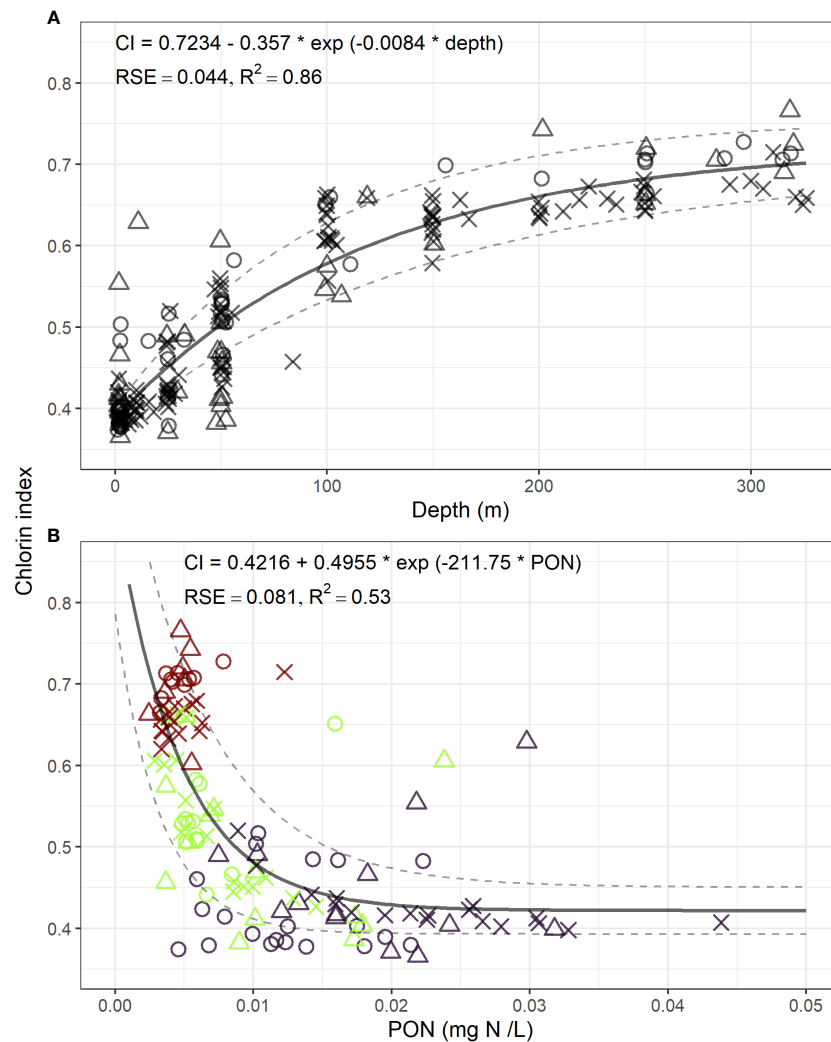 A
CI = 0.7234 - 0.357 * exp (-0.0084 * depth)
RSE = 0.044, R² = 0.86
0.8
0.7
0.6
0.5
0.4
0
100
200
300
Depth (m)
Chlorin index
B
CI = 0.4216 + 0.4955 * exp (-211.75 * PON)
RSE = 0.081, R² = 0.53
0.8
0.7
0.6
0.5
0.4
0.00
0.01
0.02
0.03
0.04
0.05
PON (mg N /L)